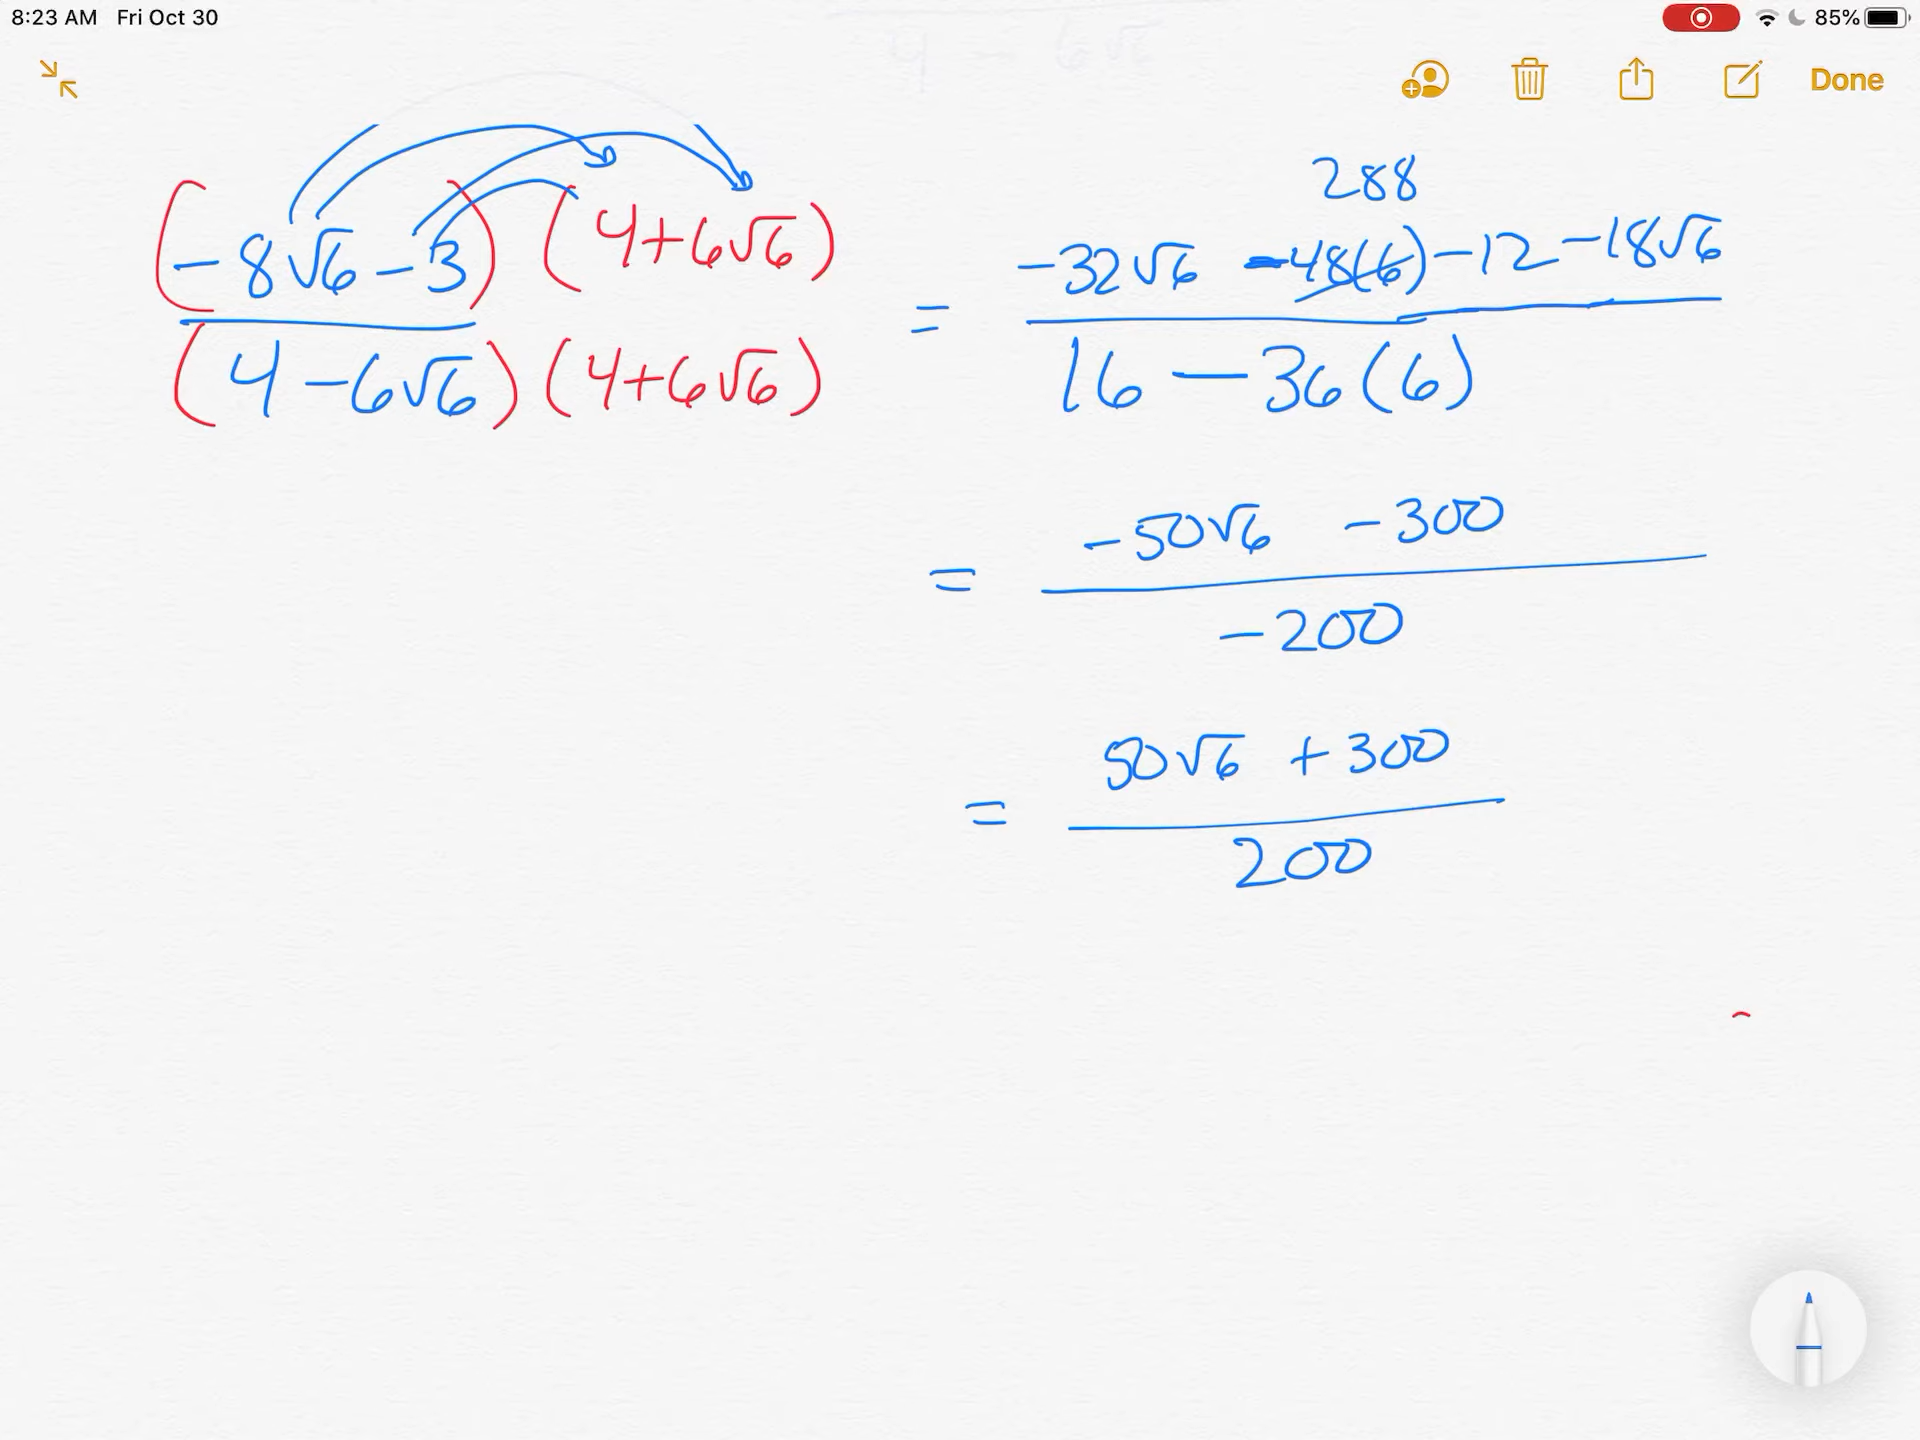 8:23 AM Fri Oct 30 85%
Done
(-8√6-3) (4+6√6)
(4-6√6)(4+6√6)
288
= -32√6 -48(6)-12-18√6
16-36(6)
= -50√6 -300
-200
= 50√6 +300
200